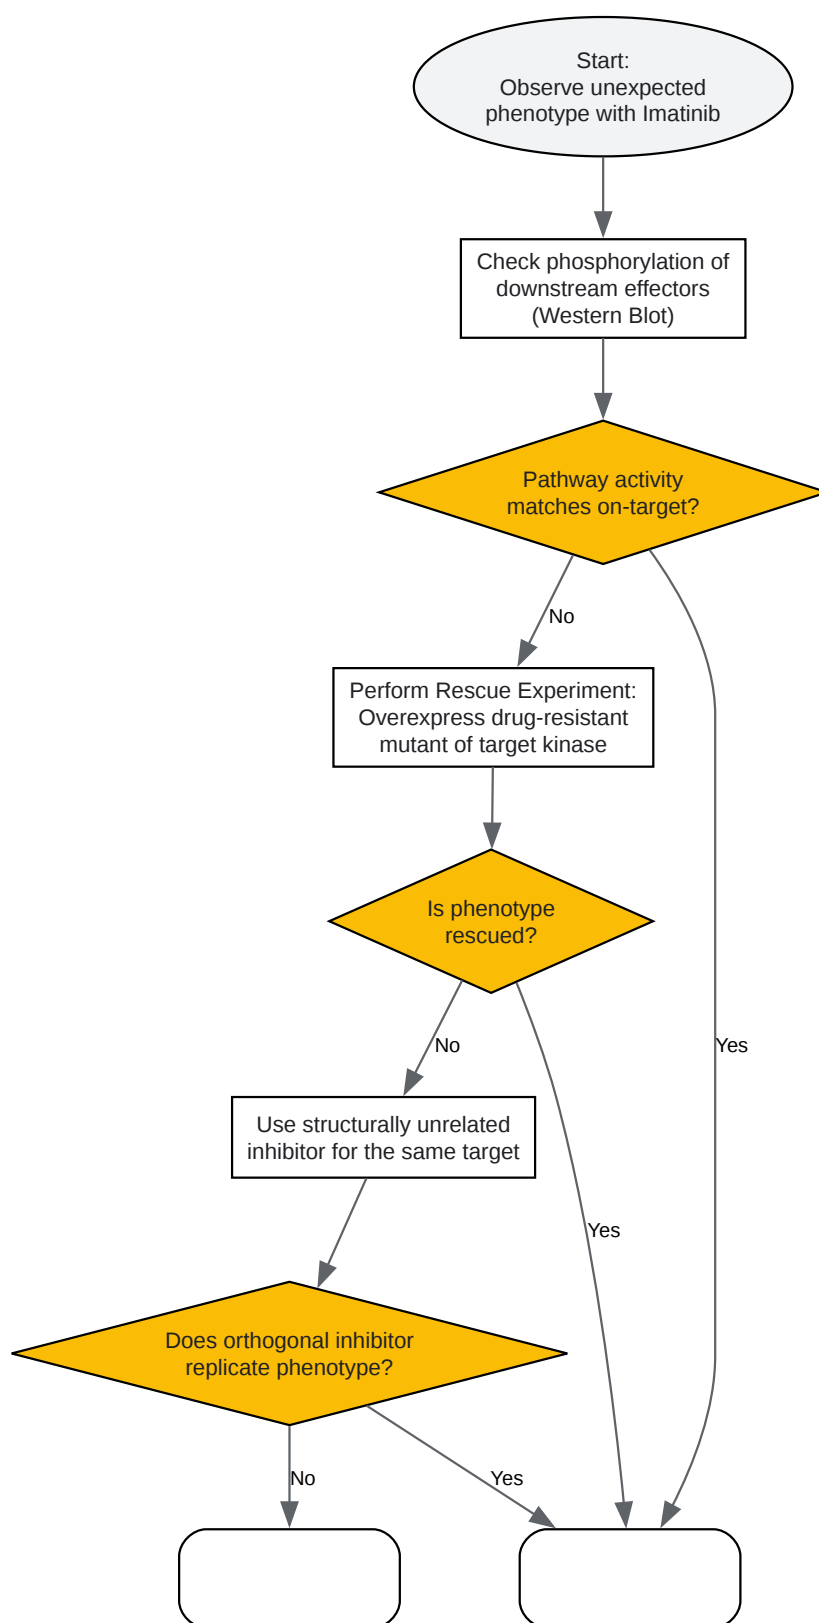 Start:
Observe unexpected
phenotype with Imatinib
Check phosphorylation of
downstream effectors
(Western Blot)
Pathway activity
matches on-target?
No
Perform Rescue Experiment:
Overexpress drug-resistant
mutant of target kinase
Is phenotype
rescued?
No
Yes
Use structurally unrelated
inhibitor for the same target
Yes
Does orthogonal inhibitor
replicate phenotype?
No
Yes